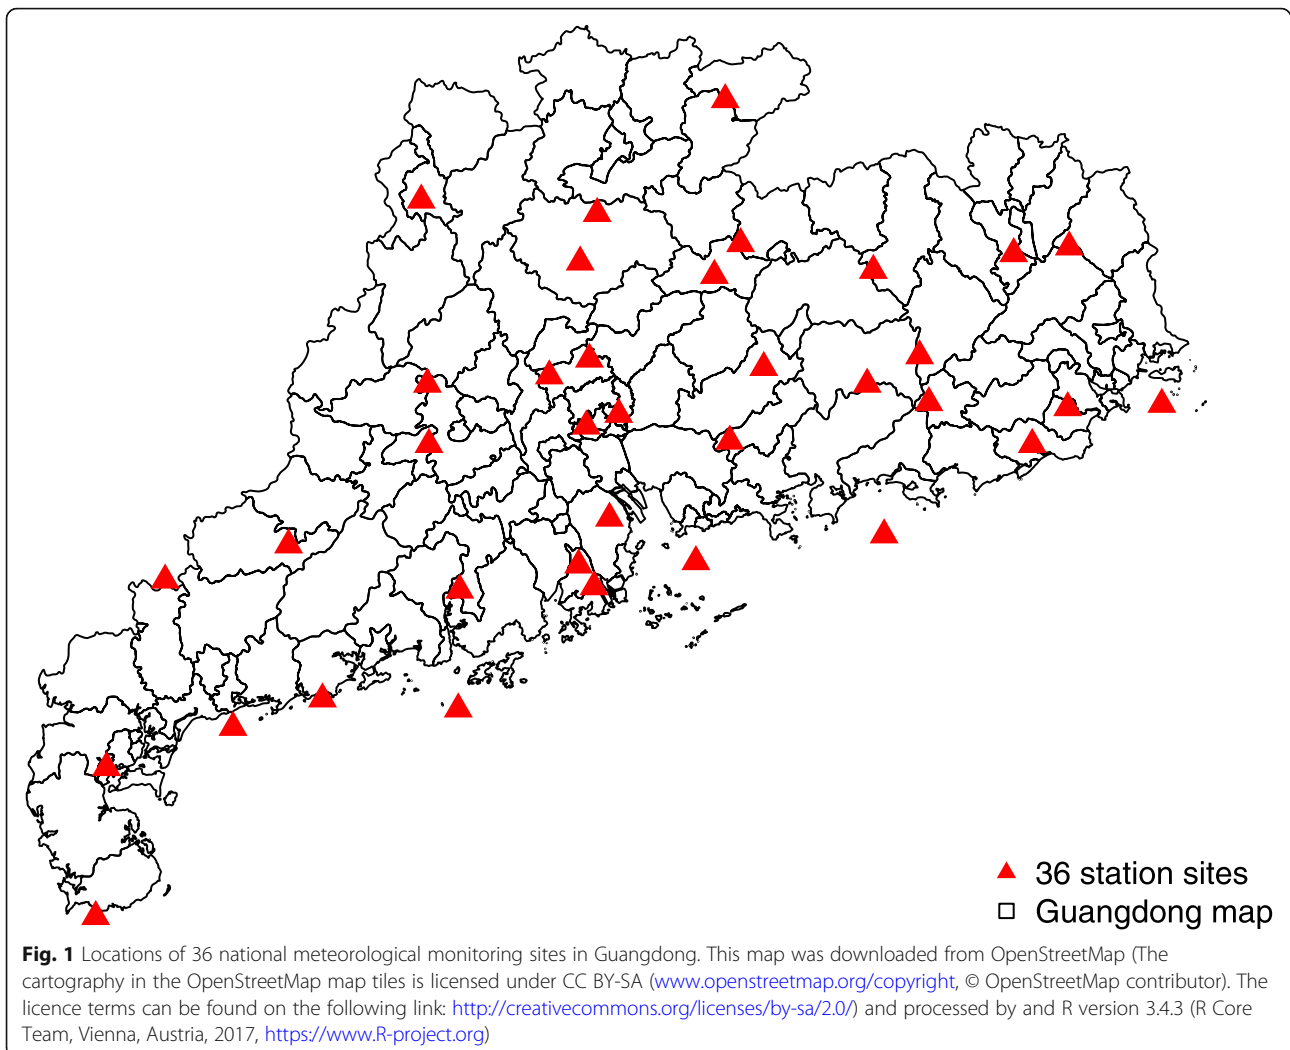 36 station sites
Guangdong map
Fig. 1 Locations of 36 national meteorological monitoring sites in Guangdong. This map was downloaded from OpenStreetMap (The
cartography in the OpenStreetMap map tiles is licensed under CC BY-SA (www.openstreetmap.org/copyright, © OpenStreetMap contributor). The
licence terms can be found on the following link: http://creativecommons.org/licenses/by-sa/2.0/) and processed by and R version 3.4.3 (R Core
Team, Vienna, Austria, 2017, https://www.R-project.org)